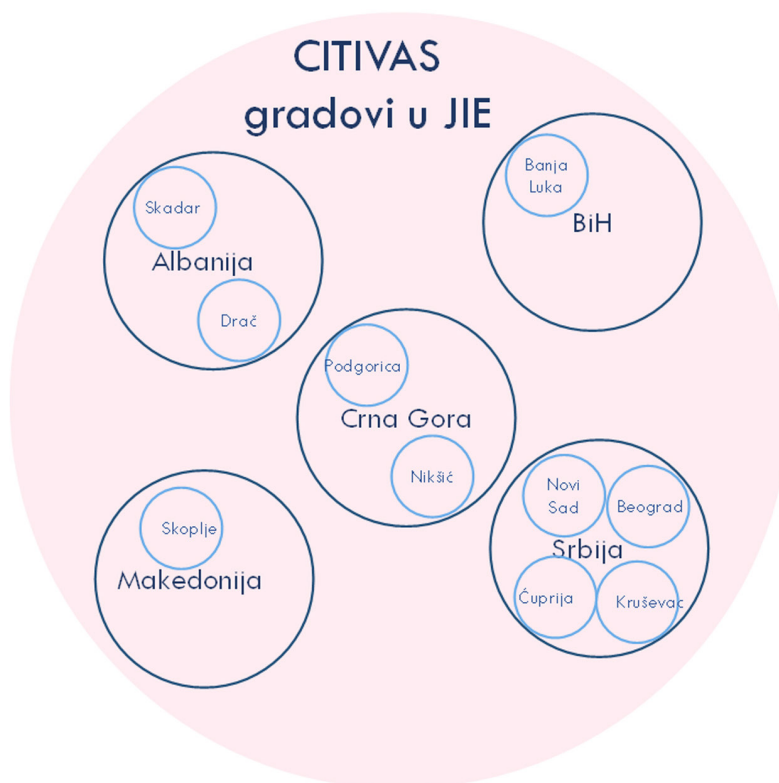 CITIVAS
gradovi u JIE
Banja
Luka
BiH
Skadar
Albanija
Drač
Podgorica
Crna Gora
Nikšić
Novi
Sad
Beograd
Srbija
Ćuprija
Kruševac
Skoplje
Makedonija